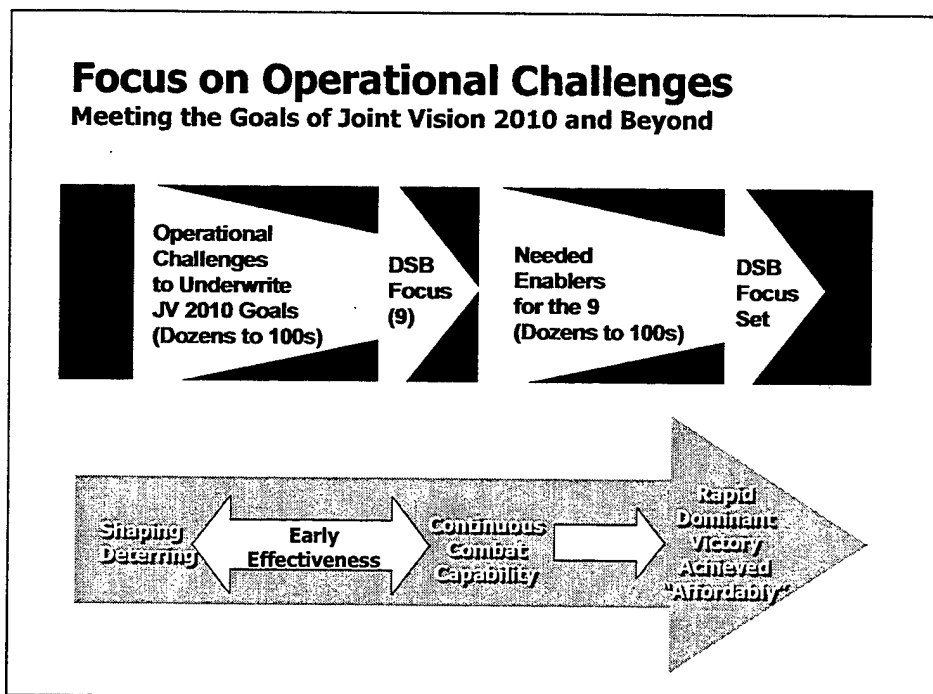 Focus on Operational Challenges
Meeting the Goals of Joint Vision 2010 and Beyond
Operational
Challenges
to Underwrite
JV 2010 Goals
(Dozens to 100s)
DSB
Focus
(9)
Needed
Enablers
for the 9
(Dozens to 100s)
DSB
Focus
Set
Shaping
Deterring
Early
Effectiveness
Continuous
Combat
Capability
Rapid
Dominant
Victory
Achieved
"Affordably"